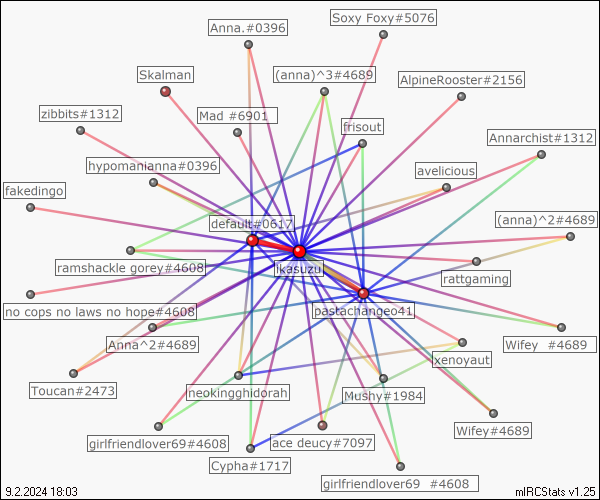 Soxy Foxy#5076
Anna.#0396
Skalman
(anna)^3#4689
AlpineRooster#2156
zibbits#1312
Mad #6901
frisout
Annarchist#1312
hypomanianna#0396
avelicious
fakedingo
default#0617
(anna)^2#4689
ramshackle gorey#4608
ikasuzu
rattgaming
no cops no laws no hope#4608
pastachangeo41
Anna^2#4689
Wifey #4689
xenoyaut
Toucan#2473
neokingghidorah
Mushy#1984
girlfriendlover69#4608
ace deucy#7097
Wifey#4689
Cypha#1717
girlfriendlover69 #4608
9.2.2024 18:03
mIRCStats v1.25